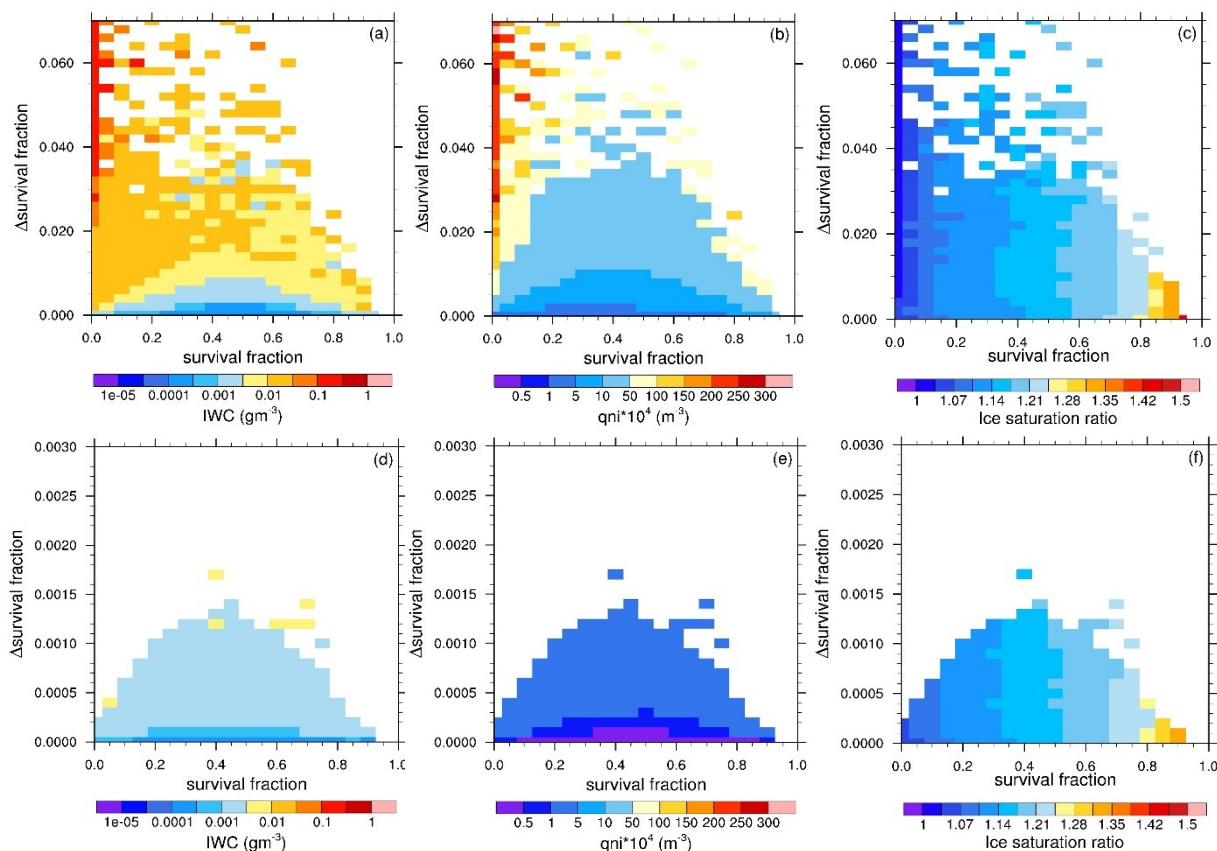 (a)
Δsurvival fraction
0.060
0.040
0.020
0.000
0.0 0.2 0.4 0.6 0.8 1.0
survival fraction
1e-05 0.0001 0.001 0.01 0.1 1
IWC (gm-3)
(b)
Δsurvival fraction
0.060
0.040
0.020
0.000
0.0 0.2 0.4 0.6 0.8 1.0
survival fraction
0.5 1 5 10 50 100 150 200 250 300
qni*10⁴ (m-3)
(c)
Δsurvival fraction
0.060
0.040
0.020
0.000
0.0 0.2 0.4 0.6 0.8 1.0
survival fraction
1 1.07 1.14 1.21 1.28 1.35 1.42 1.5
Ice saturation ratio
(d)
Δsurvival fraction
0.0030
0.0025
0.0020
0.0015
0.0010
0.0005
0.0000
0.0 0.2 0.4 0.6 0.8 1.0
survival fraction
1e-05 0.0001 0.001 0.01 0.1 1
IWC (gm-3)
(e)
Δsurvival fraction
0.0030
0.0025
0.0020
0.0015
0.0010
0.0005
0.0000
0.0 0.2 0.4 0.6 0.8 1.0
survival fraction
0.5 1 5 10 50 100 150 200 250 300
qni*10⁴ (m-3)
(f)
Δsurvival fraction
0.0030
0.0025
0.0020
0.0015
0.0010
0.0005
0.0000
0.0 0.2 0.4 0.6 0.8 1.0
survival fraction
1 1.07 1.14 1.21 1.28 1.35 1.42 1.5
Ice saturation ratio